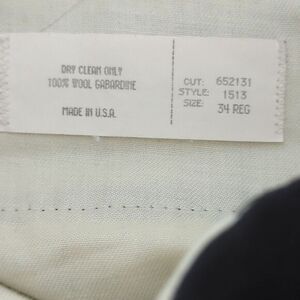 DRY CLEAN ONLY
100% WOOL GABARDINE
MADE IN U.S.A.
CUT: 652131
STYLE: 1513
SIZE: 34 REG